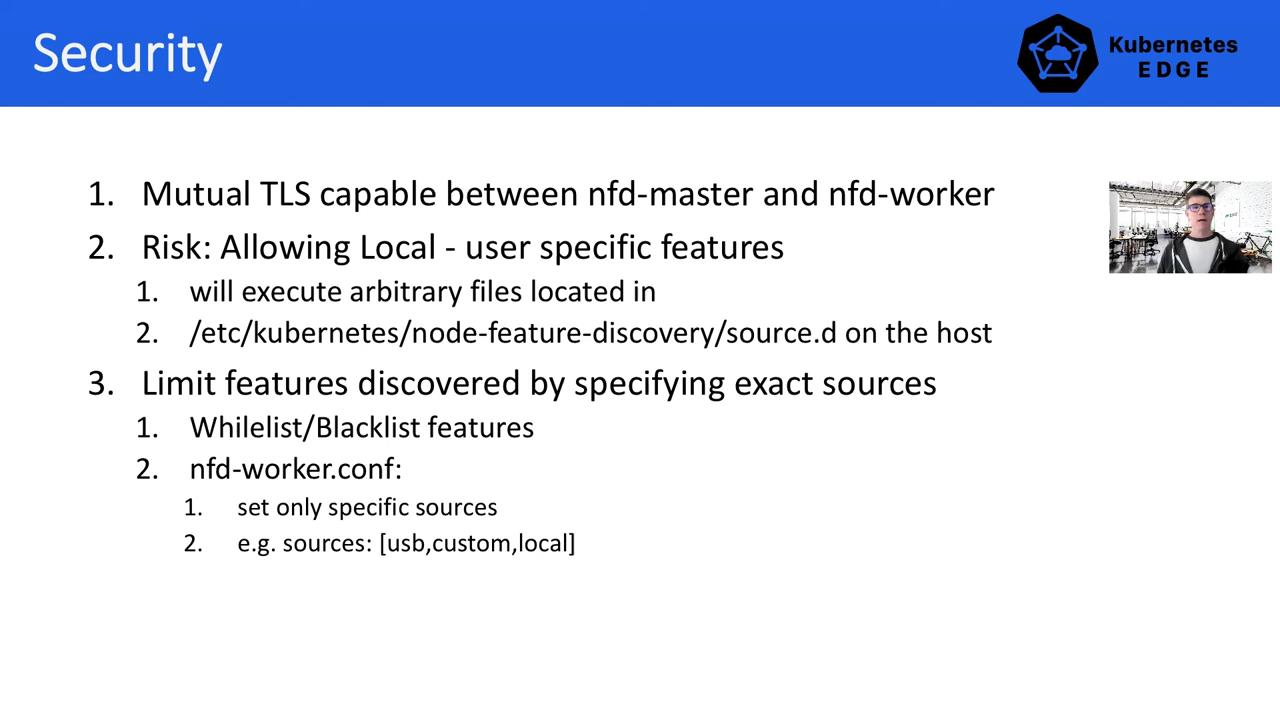 Security
Kubernetes
EDGE
1. Mutual TLS capable between nfd-master and nfd-worker
2. Risk: Allowing Local - user specific features
1. will execute arbitrary files located in
2. /etc/kubernetes/node-feature-discovery/source.d on the host
3. Limit features discovered by specifying exact sources
1. Whilelist/Blacklist features
2. nfd-worker.conf:
1. set only specific sources
2. e.g. sources: [usb,custom,local]